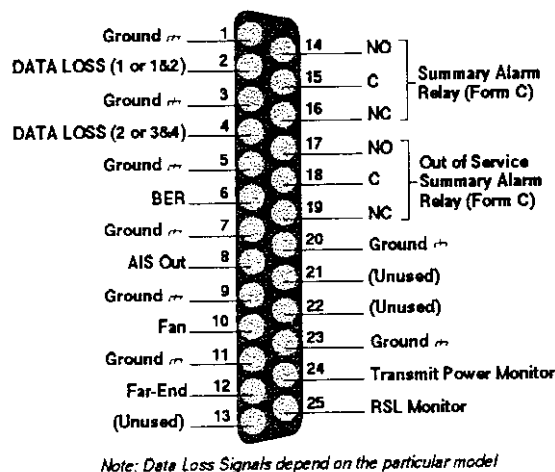 Ground 1
DATA LOSS (1 or 1&2) 2
Ground 3
DATA LOSS (2 or 3&4) 4
Ground 5
BER 6
Ground 7
AIS Out 8
Ground 9
Fan 10
Ground 11
Far-End 12
(Unused) 13
14 NO
15 C
16 NC
Summary Alarm
Relay (Form C)
17 NO
18 C
19 NC
Out of Service
Summary Alarm
Relay (Form C)
20 Ground
21 (Unused)
22 (Unused)
23 Ground
24 Transmit Power Monitor
25 RSL Monitor
Note: Data Loss Signals depend on the particular model